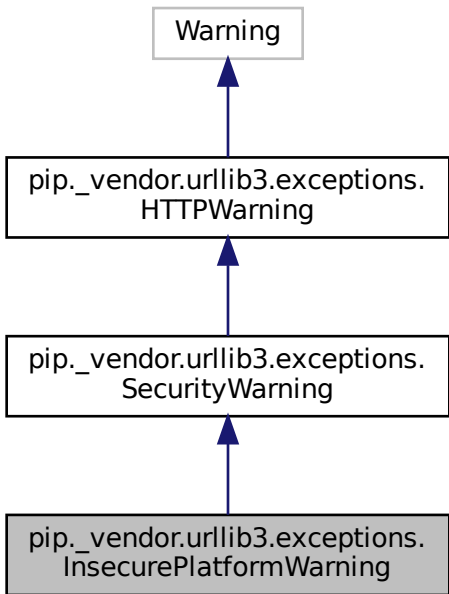 Warning
pip._vendor.urllib3.exceptions.
HTTPWarning
pip._vendor.urllib3.exceptions.
SecurityWarning
pip._vendor.urllib3.exceptions.
InsecurePlatformWarning